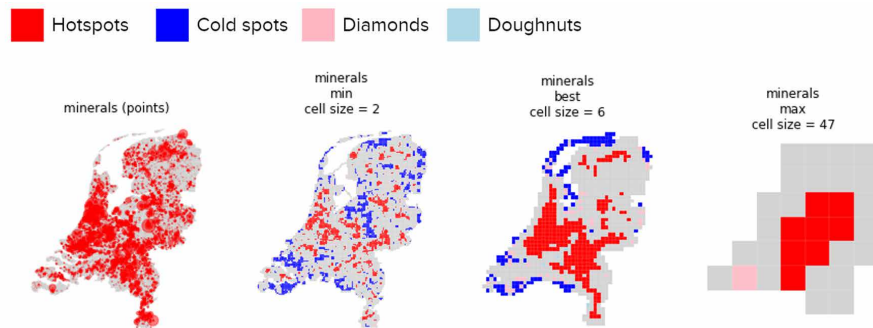 Hotspots Cold spots Diamonds Doughnuts
minerals (points)
minerals
min
cell size = 2
minerals
best
cell size = 6
minerals
max
cell size = 47